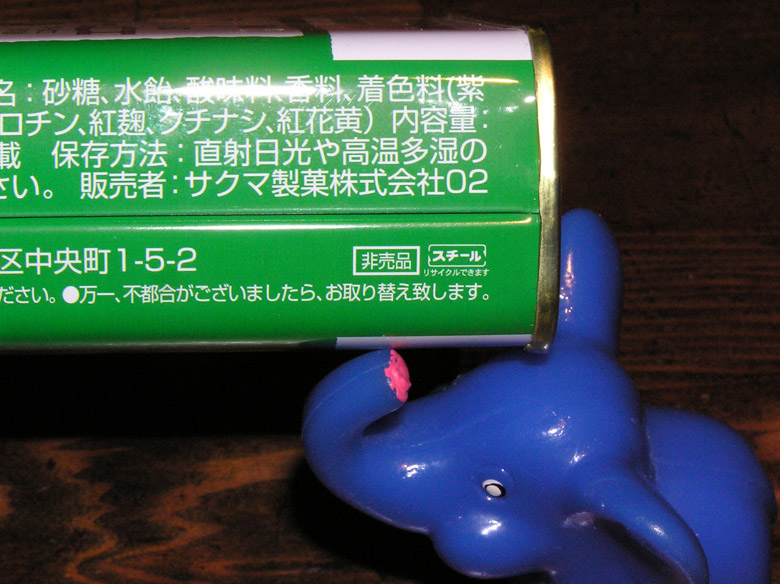 名:砂糖、水飴、酸味料、香料、着色料(紫
ロチン、紅麹、クチナシ、紅花黄) 内容量:
載 保存方法:直射日光や高温多湿の
さい。 販売者:サクマ製菓株式会社02
区中央町1-5-2
非売品
スチール
リサイクルできます
ださい。●万一、不都合がございましたら、お取り替え致します。